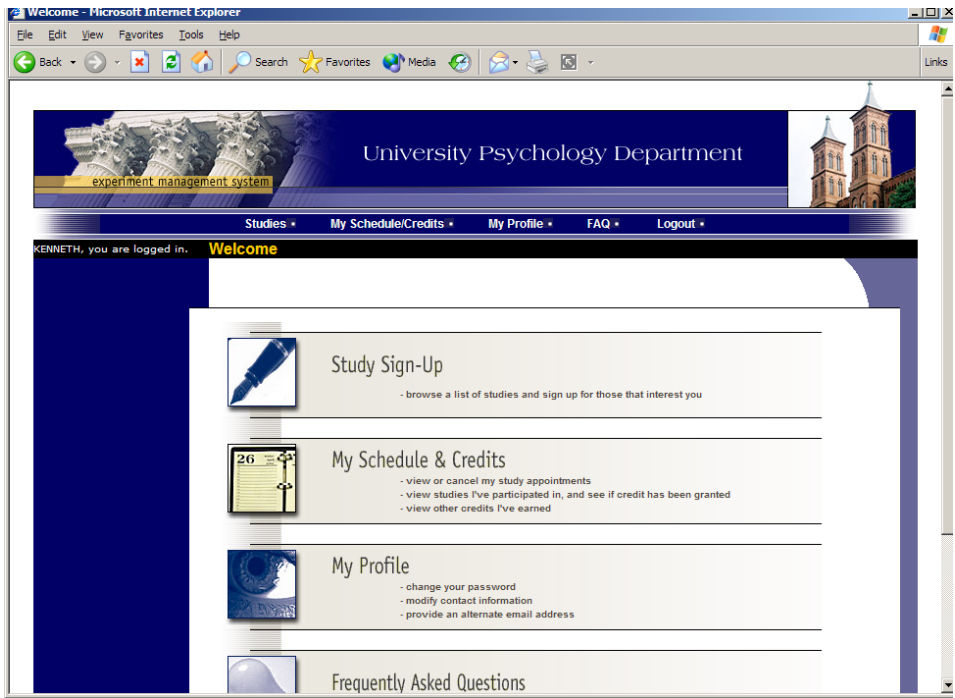 Welcome - Microsoft Internet Explorer
File Edit View Favorites Tools Help
Back Search Favorites Media Links
University Psychology Department
experiment management system
Studies My Schedule/Credits My Profile FAQ Logout
KENNETH, you are logged in. Welcome
Study Sign-Up
- browse a list of studies and sign up for those that interest you
26
My Schedule & Credits
- view or cancel my study appointments
- view studies I've participated in, and see if credit has been granted
- view other credits I've earned
My Profile
- change your password
- modify contact information
- provide an alternate email address
Frequently Asked Questions